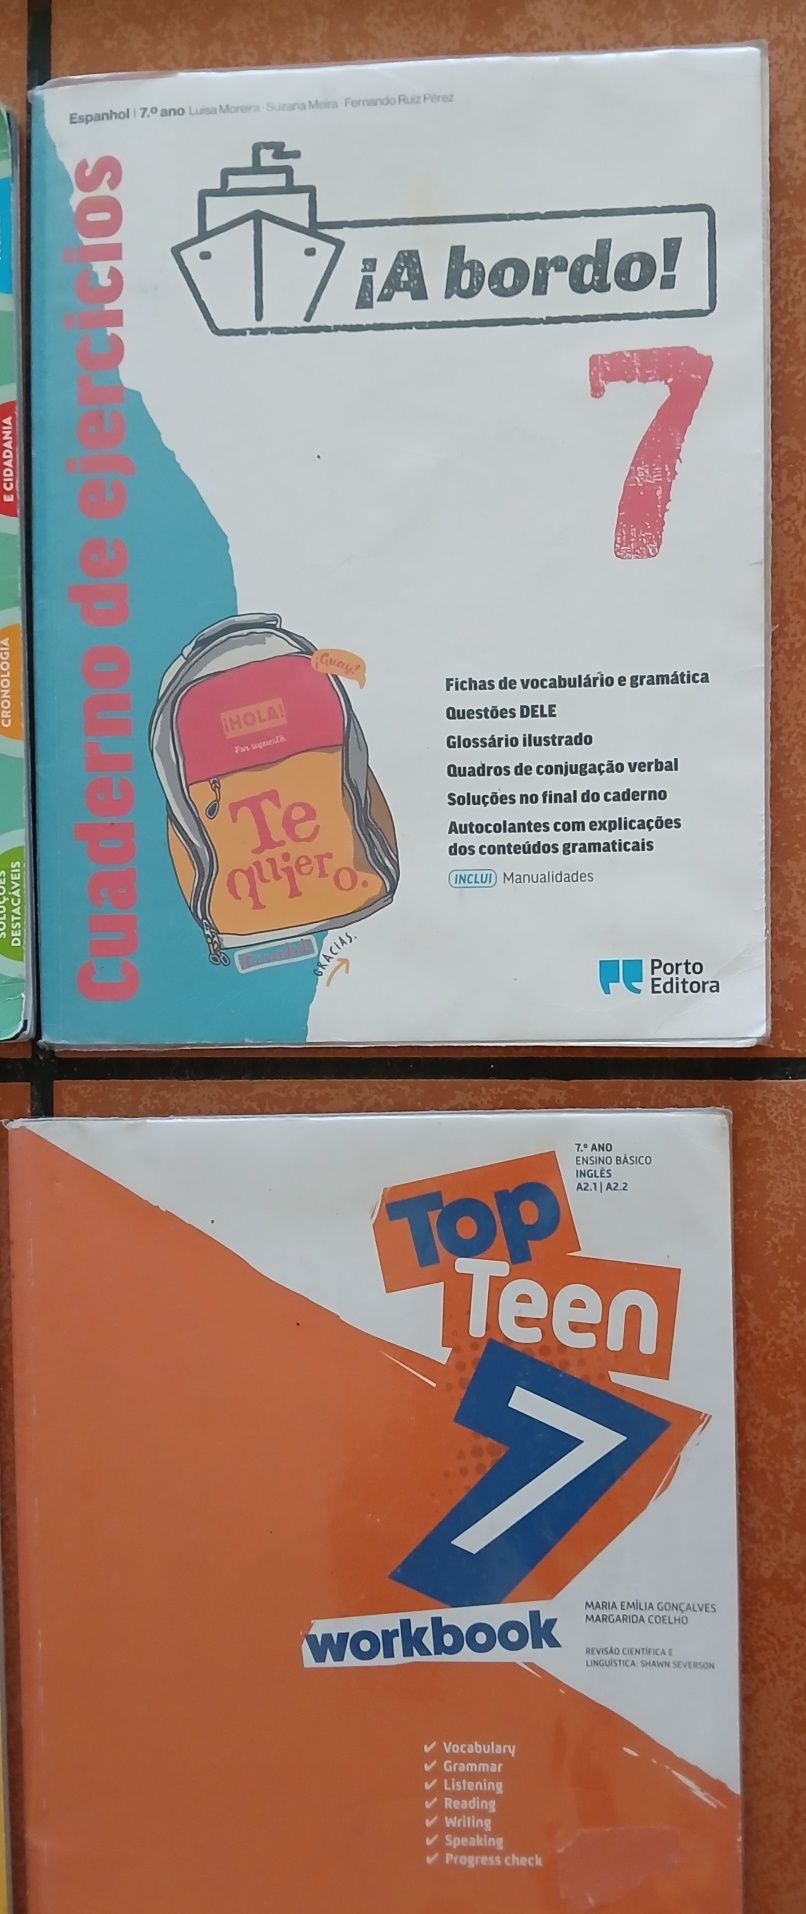 E CIDADANIA
CRONOLOGIA
SOLUÇÕES
DESTACÁVEIS
Espanhol | 7.º ano Luísa Moreira · Suzana Meira · Fernando Ruiz Pérez
Cuaderno de ejercicios
¡A bordo!
7
¡Guay!
¡HOLA!
Por supuesto.
Te
quiero.
GRACIAS.
Fichas de vocabulário e gramática
Questões DELE
Glossário ilustrado
Quadros de conjugação verbal
Soluções no final do caderno
Autocolantes com explicações
dos conteúdos gramaticais
INCLUI Manualidades
Porto
Editora
7.º ANO
ENSINO BÁSICO
INGLÊS
A2.1 | A2.2
Top
Teen
7
workbook
MARIA EMÍLIA GONÇALVES
MARGARIDA COELHO
REVISÃO CIENTÍFICA E
LINGUÍSTICA: SHAWN SEVERSON
✓ Vocabulary
✓ Grammar
✓ Listening
✓ Reading
✓ Writing
✓ Speaking
✓ Progress check